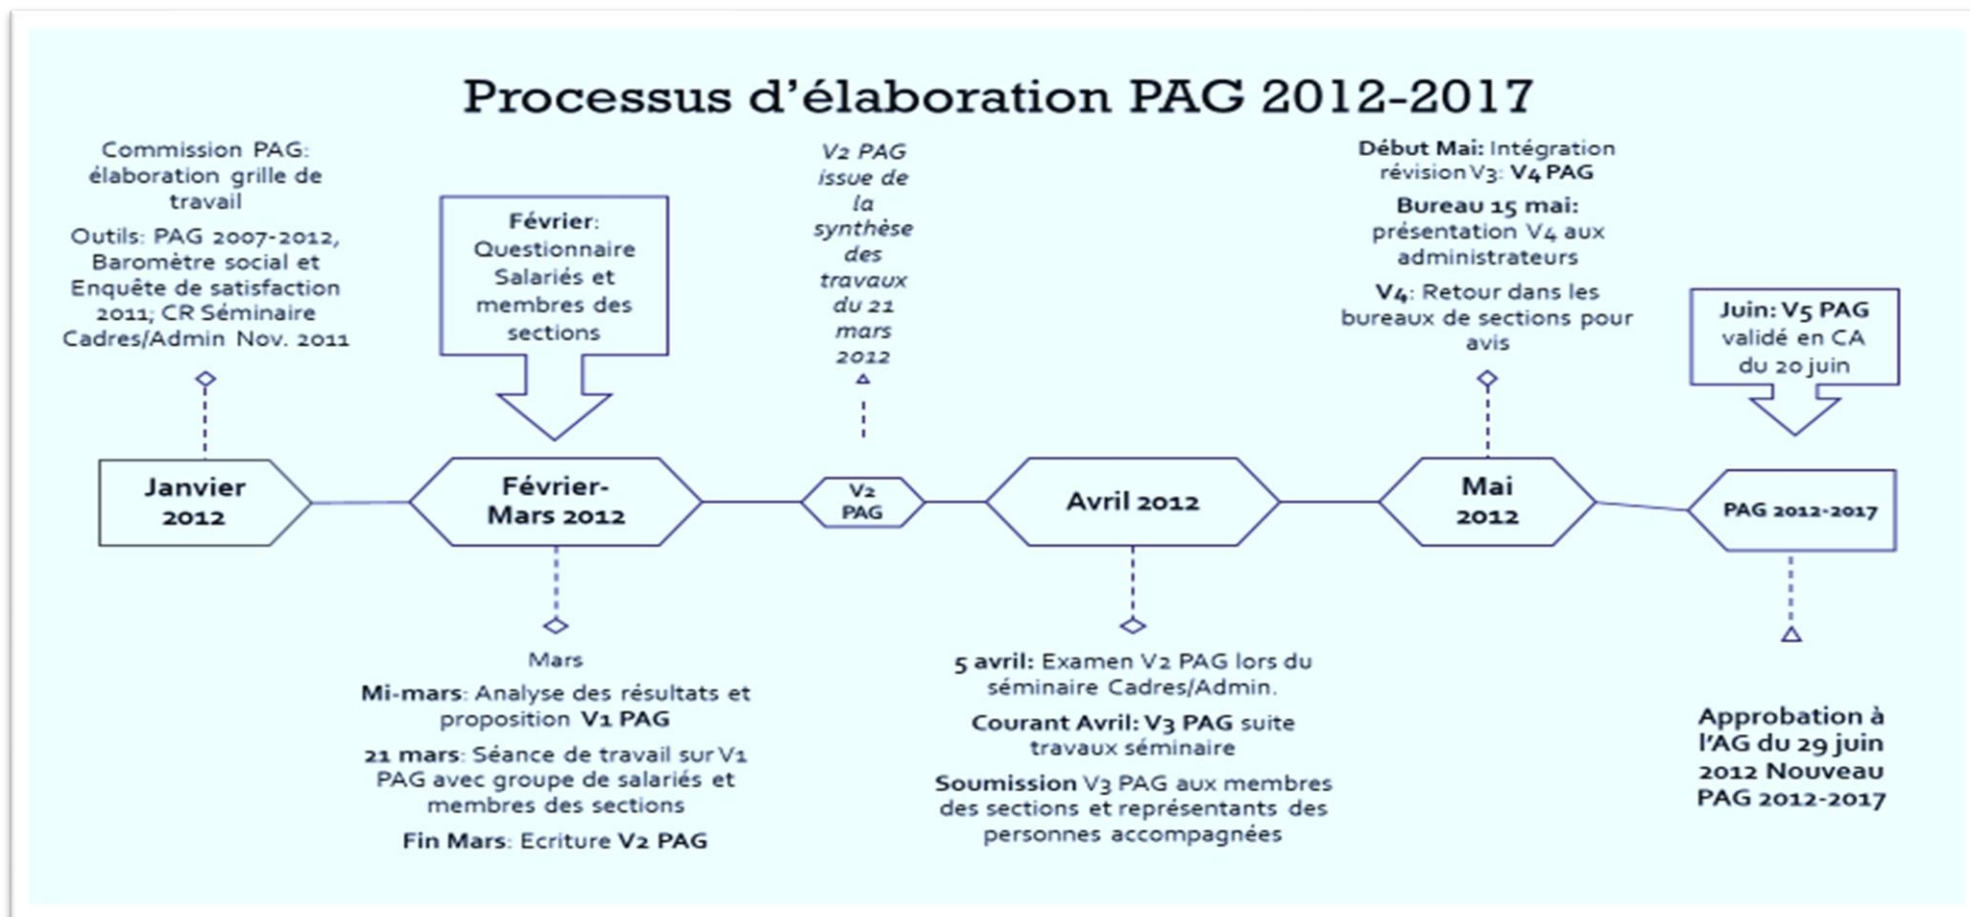 Processus d'élaboration PAG 2012-2017
Commission PAG:
élaboration grille de
travail
Outils: PAG 2007-2012,
Baromètre social et
Enquête de satisfaction
2011; CR Séminaire
Cadres/Admin Nov. 2011
Février:
Questionnaire
Salariés et
membres des
sections
V2 PAG
issue de
la
synthèse
des
travaux
du 21
mars
2012
Début Mai: Intégration
révision V3: V4 PAG
Bureau 15 mai:
présentation V4 aux
administrateurs
V4: Retour dans les
bureaux de sections pour
avis
Juin: V5 PAG
validé en CA
du 20 juin
Janvier
2012
Février-
Mars 2012
V2
PAG
Avril 2012
Mai
2012
PAG 2012-2017
Mars
Mi-mars: Analyse des résultats et
proposition V1 PAG
21 mars: Séance de travail sur V1
PAG avec groupe de salariés et
membres des sections
Fin Mars: Ecriture V2 PAG
5 avril: Examen V2 PAG lors du
séminaire Cadres/Admin.
Courant Avril: V3 PAG suite
travaux séminaire
Soumission V3 PAG aux membres
des sections et représentants des
personnes accompagnées
Approbation à
l'AG du 29 juin
2012 Nouveau
PAG 2012-2017